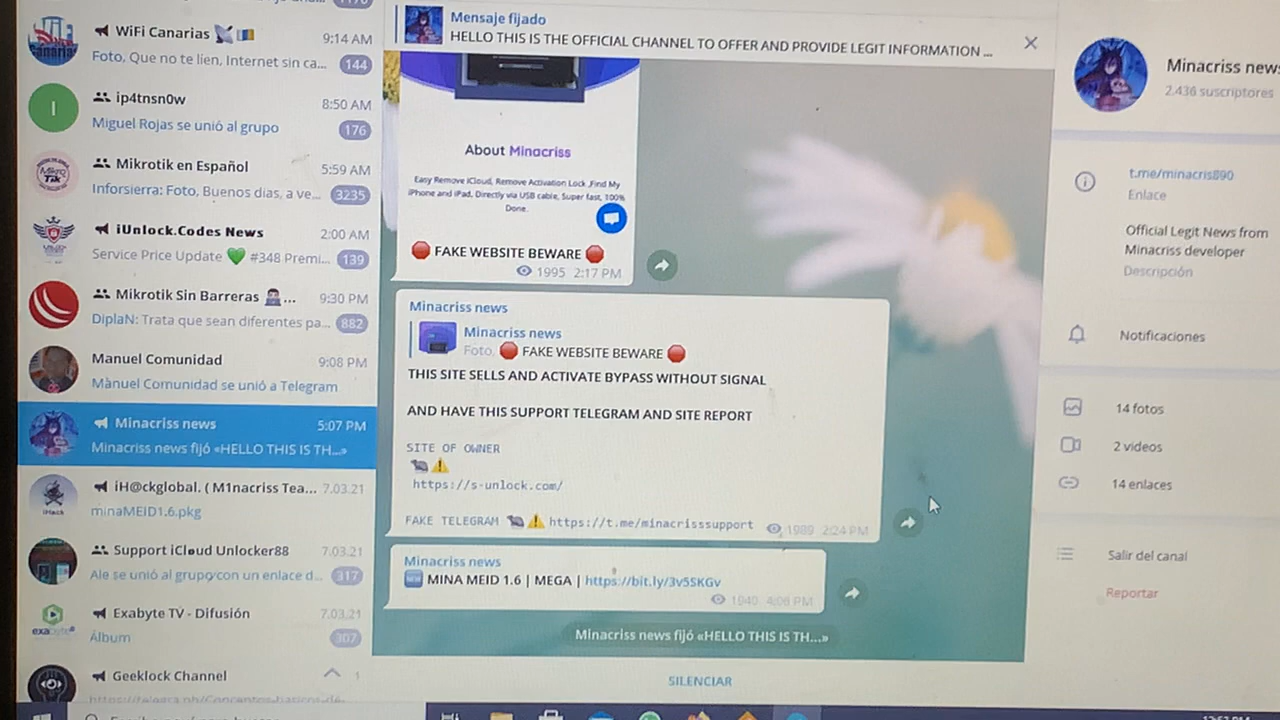 WiFi Canarias
9:14 AM
Foto, Que no te lien, Internet sin ca...
144
ip4tnsn0w
8:50 AM
Miguel Rojas se unió al grupo
176
Mikrotik en Español
5:59 AM
Inforsierra: Foto, Buenos dias, a ve...
3235
iUnlock.Codes News
2:00 AM
Service Price Update 💚 #348 Premi...
139
Mikrotik Sin Barreras ...
9:30 PM
DiplaN: Trata que sean diferentes pa...
882
Manuel Comunidad
9:08 PM
Mànuel Comunidad se unió a Telegram
Minacriss news
5:07 PM
Minacriss news fijó «HELLO THIS IS TH...»
iH@ckglobal. ( M1nacriss Tea...
7.03.21
minaMEID1.6.pkg
Support iCloud Unlocker88
7.03.21
Ale se unió al grupo con un enlace d...
317
Exabyte TV - Difusión
7.03.21
Álbum
307
Geeklock Channel
1
Mensaje fijado
HELLO THIS IS THE OFFICIAL CHANNEL TO OFFER AND PROVIDE LEGIT INFORMATION ...
About Minacriss
Easy Remove iCloud, Remove Activation Lock ,Find My
iPhone and iPad, Directly via USB cable, Super fast, 100%
Done.
🛑 FAKE WEBSITE BEWARE 🛑
1995 2:17 PM
Minacriss news
Minacriss news
Foto, 🛑 FAKE WEBSITE BEWARE 🛑
THIS SITE SELLS AND ACTIVATE BYPASS WITHOUT SIGNAL
AND HAVE THIS SUPPORT TELEGRAM AND SITE REPORT
SITE OF OWNER
🐀⚠️
https://s-unlock.com/
FAKE TELEGRAM 🐀⚠️ https://t.me/minacrisssupport
1989 2:24 PM
Minacriss news
🆕 MINA MEID 1.6 | MEGA | https://bit.ly/3v5SKGv
1940 4:06 PM
Minacriss news fijó «HELLO THIS IS TH...»
SILENCIAR
Minacriss news
2.436 suscriptores
t.me/minacris890
Enlace
Official Legit News from
Minacriss developer
Descripción
Notificaciones
14 fotos
2 videos
14 enlaces
Salir del canal
Reportar